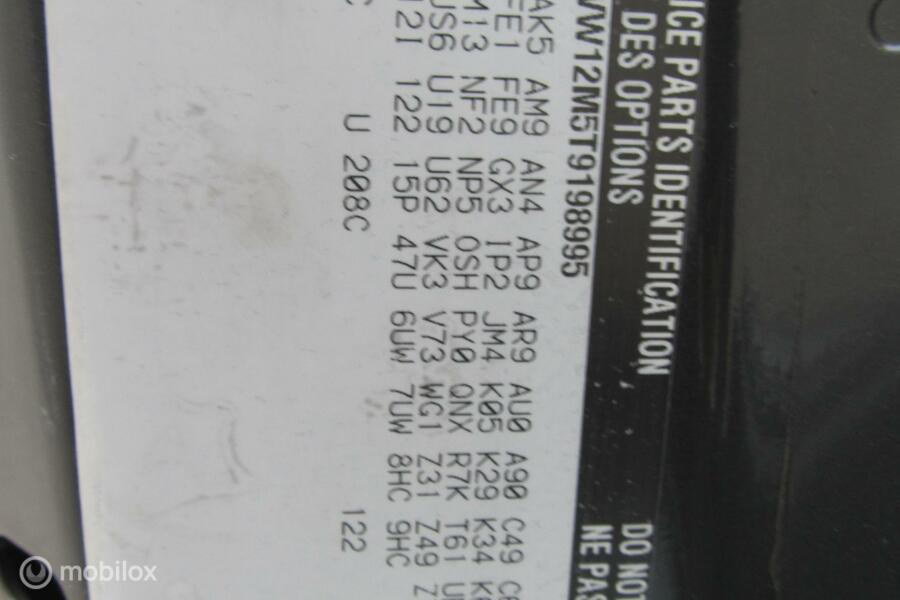 ICE PARTS IDENTIFICATION DO NOT
DES OPTIONS NE PAS
VW12M5T9198995
AK5 AM9 AN4 AP9 AR9 AU0 A90 C49
FE1 FE9 GX3 IP2 JM4 K05 K29 K34
M13 NF2 NP5 OSH PY0 QNX R7K T61
US6 U19 U62 VK3 V73 WG1 Z31 Z49 Z
12I 122 15P 47U 6UW 7UW 8HC 9HC
U 208C 122
mobilox